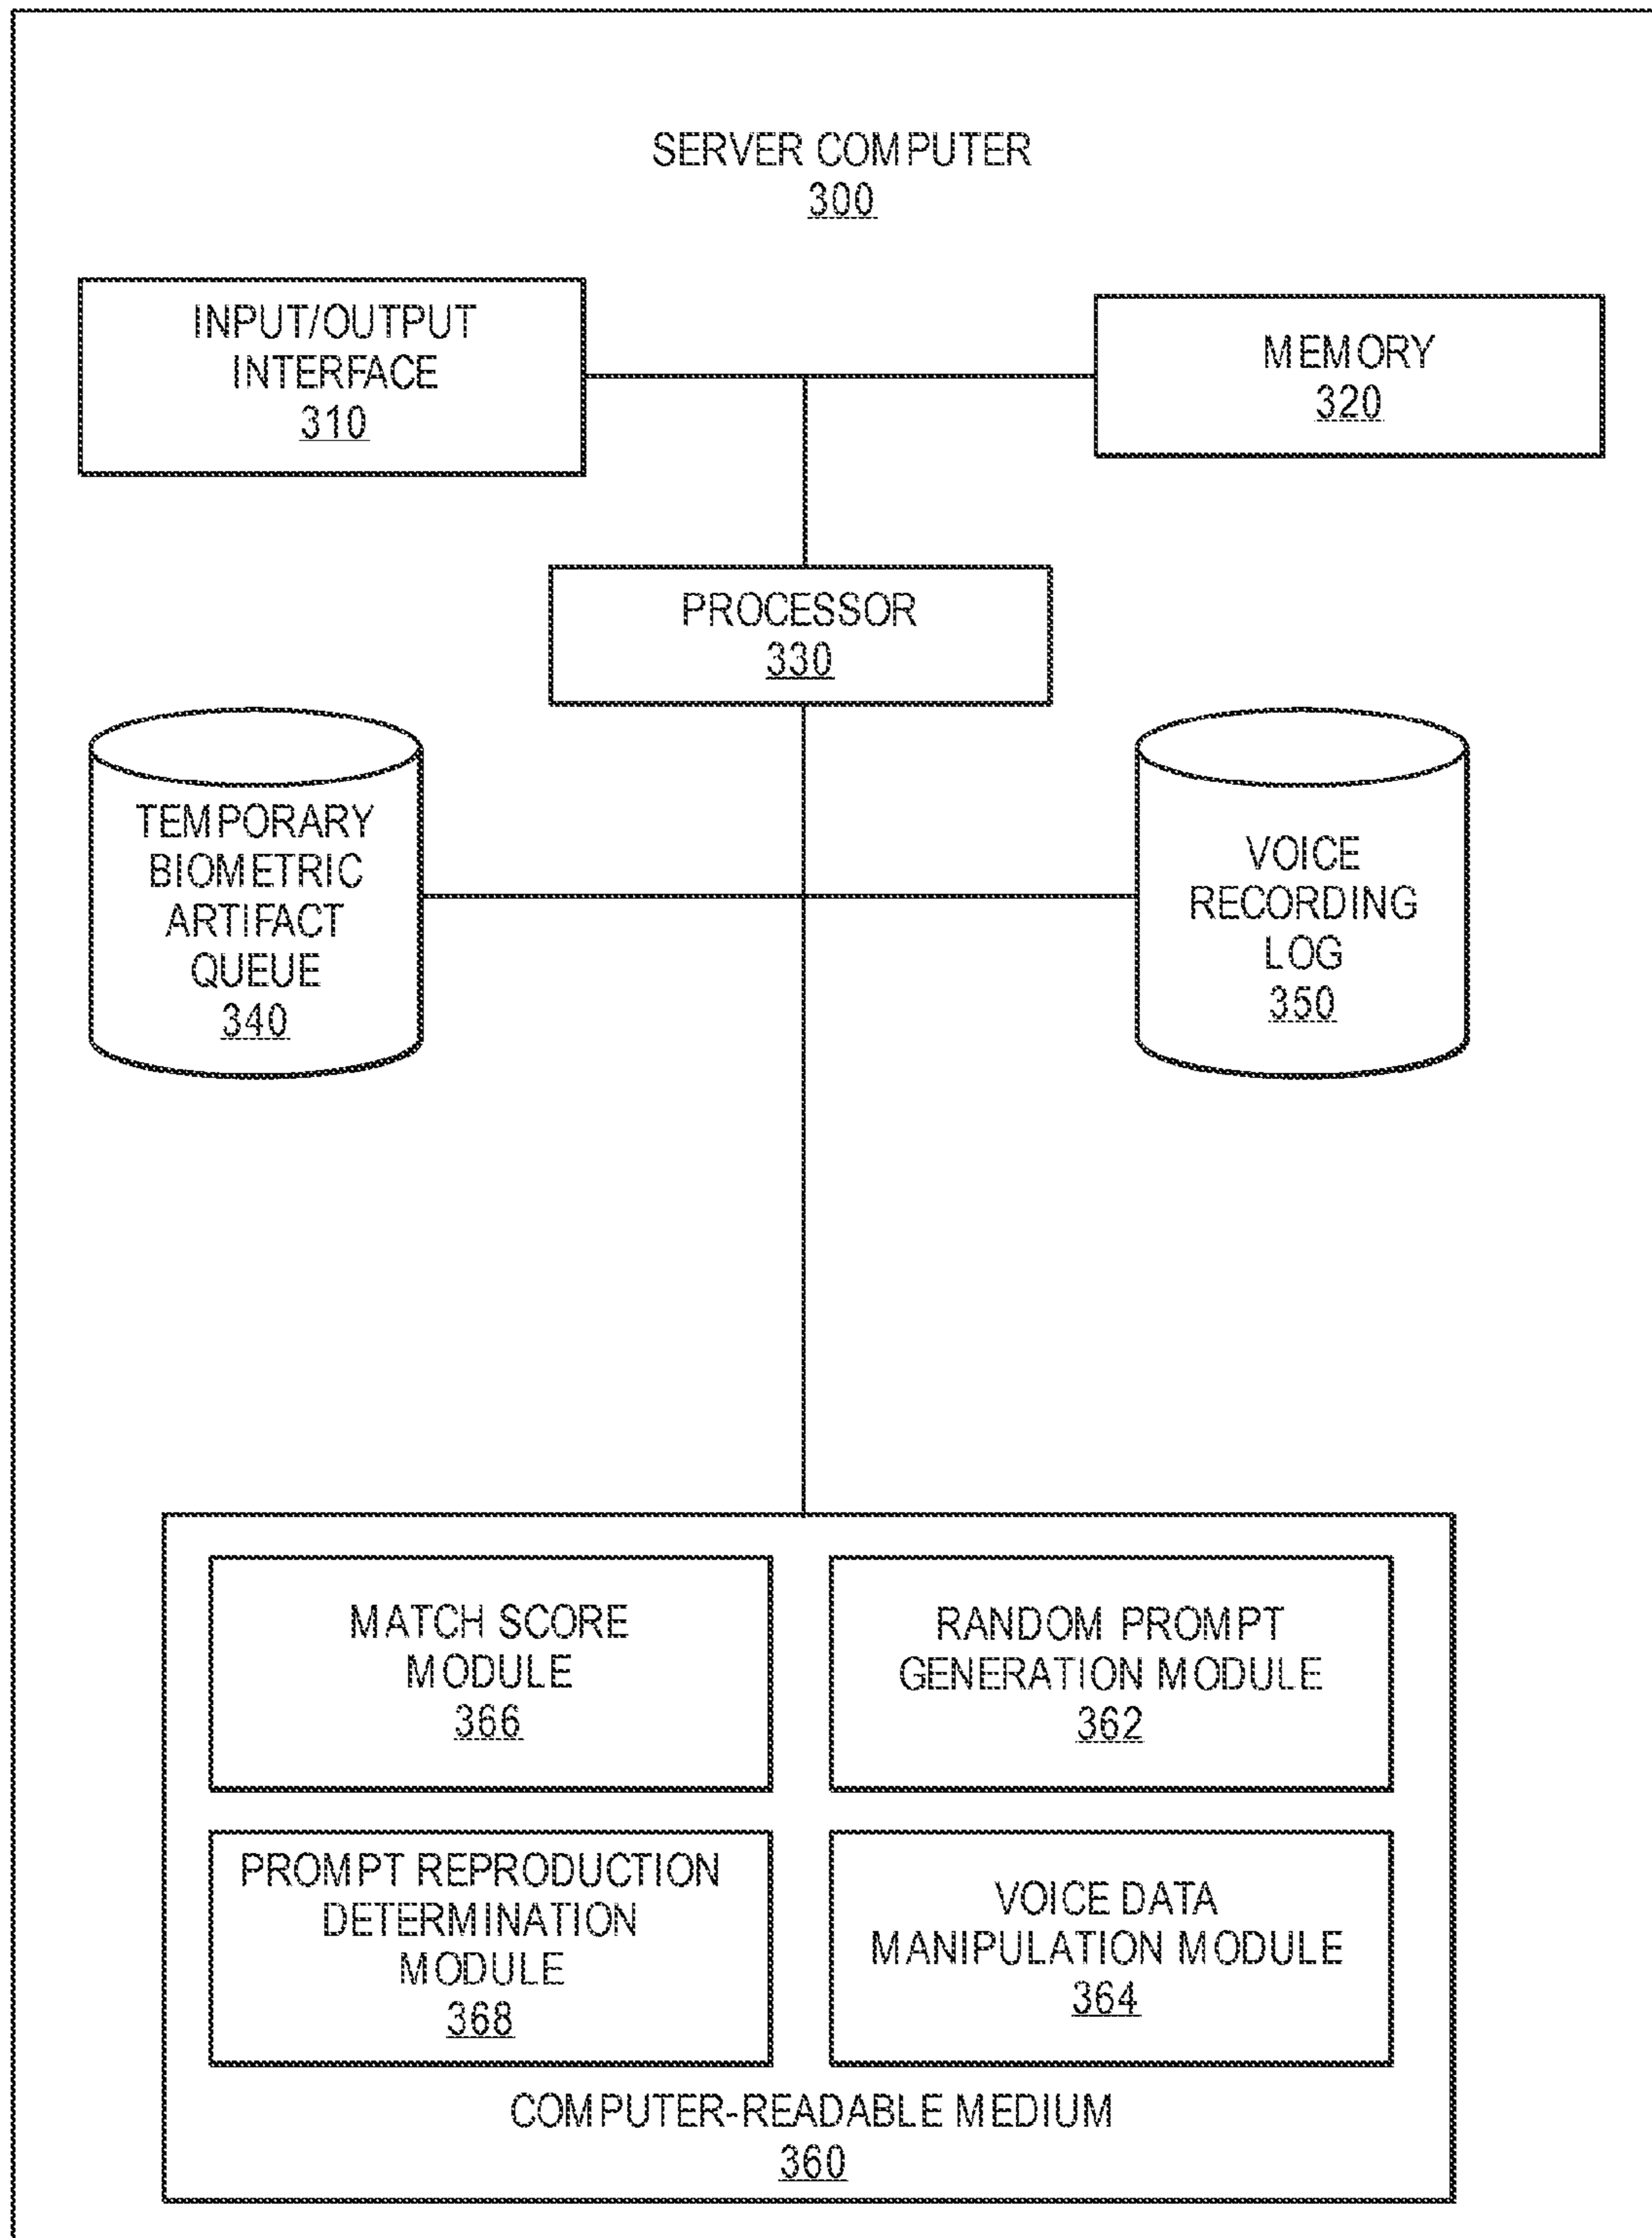 SERVER COMPUTER
300
INPUT/OUTPUT
INTERFACE
310
MEMORY
320
PROCESSOR
330
TEMPORARY
BIOMETRIC
ARTIFACT
QUEUE
340
VOICE
RECORDING
LOG
350
MATCH SCORE
MODULE
366
RANDOM PROMPT
GENERATION MODULE
362
PROMPT REPRODUCTION
DETERMINATION
MODULE
368
VOICE DATA
MANIPULATION MODULE
364
COMPUTER-READABLE MEDIUM
360